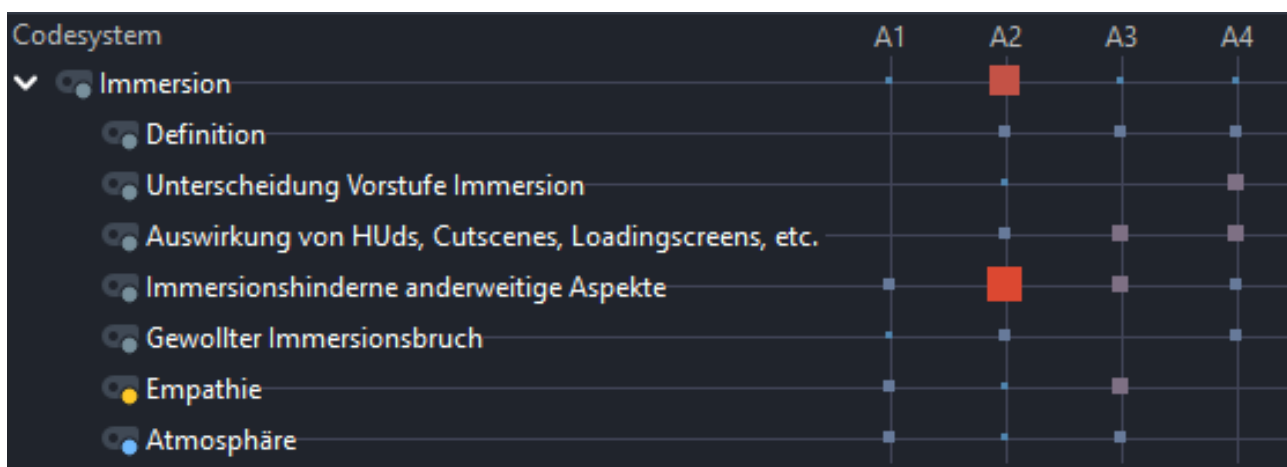 Codesystem A1 A2 A3 A4
Immersion
Definition
Unterscheidung Vorstufe Immersion
Auswirkung von HUds, Cutscenes, Loadingscreens, etc.
Immersionshinderne anderweitige Aspekte
Gewollter Immersionsbruch
Empathie
Atmosphäre